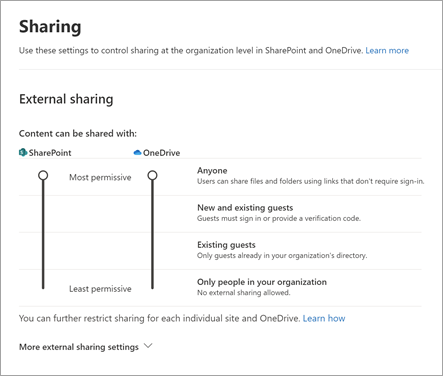 Sharing
Use these settings to control sharing at the organization level in SharePoint and OneDrive. Learn more
External sharing
Content can be shared with:
SharePoint OneDrive
Most permissive
Anyone
Users can share files and folders using links that don't require sign-in.
New and existing guests
Guests must sign in or provide a verification code.
Existing guests
Only guests already in your organization's directory.
Least permissive
Only people in your organization
No external sharing allowed.
You can further restrict sharing for each individual site and OneDrive. Learn how
More external sharing settings